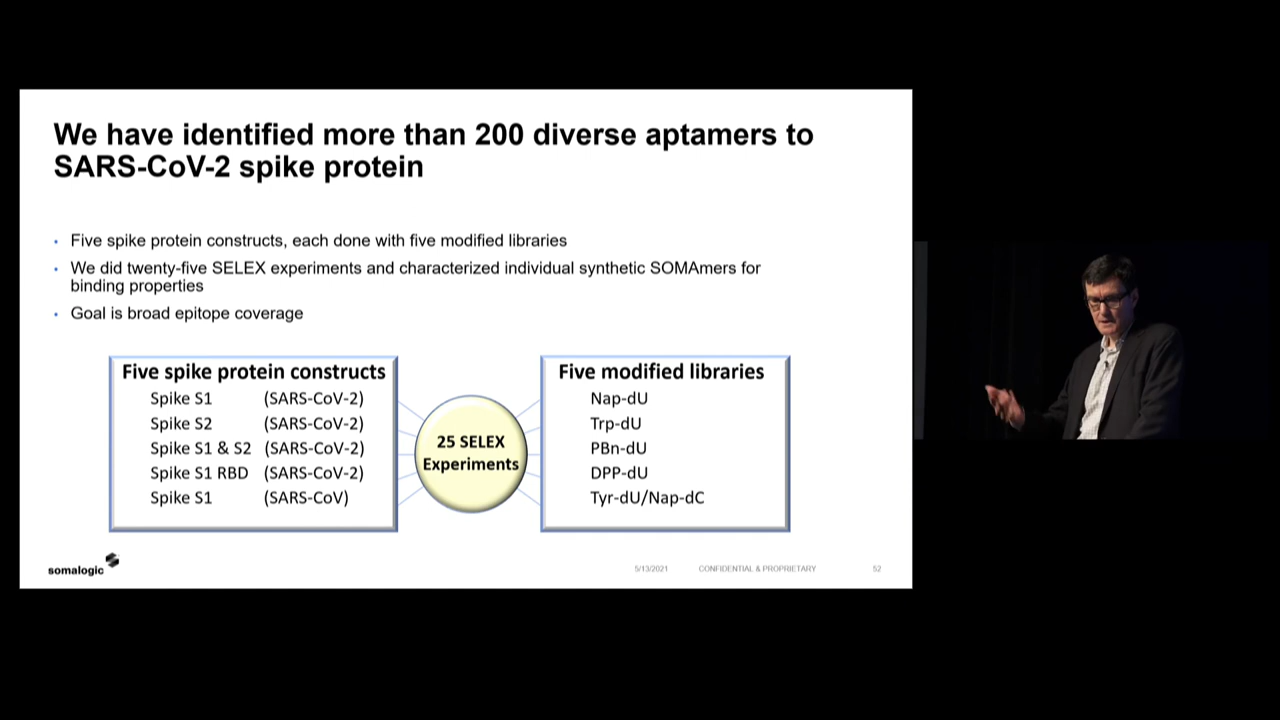 We have identified more than 200 diverse aptamers to
SARS-CoV-2 spike protein
• Five spike protein constructs, each done with five modified libraries
• We did twenty-five SELEX experiments and characterized individual synthetic SOMAmers for
binding properties
• Goal is broad epitope coverage
Five spike protein constructs
Spike S1 (SARS-CoV-2)
Spike S2 (SARS-CoV-2)
Spike S1 & S2 (SARS-CoV-2)
Spike S1 RBD (SARS-CoV-2)
Spike S1 (SARS-CoV)
25 SELEX
Experiments
Five modified libraries
Nap-dU
Trp-dU
PBn-dU
DPP-dU
Tyr-dU/Nap-dC
somalogic
5/13/2021 CONFIDENTIAL & PROPRIETARY 52